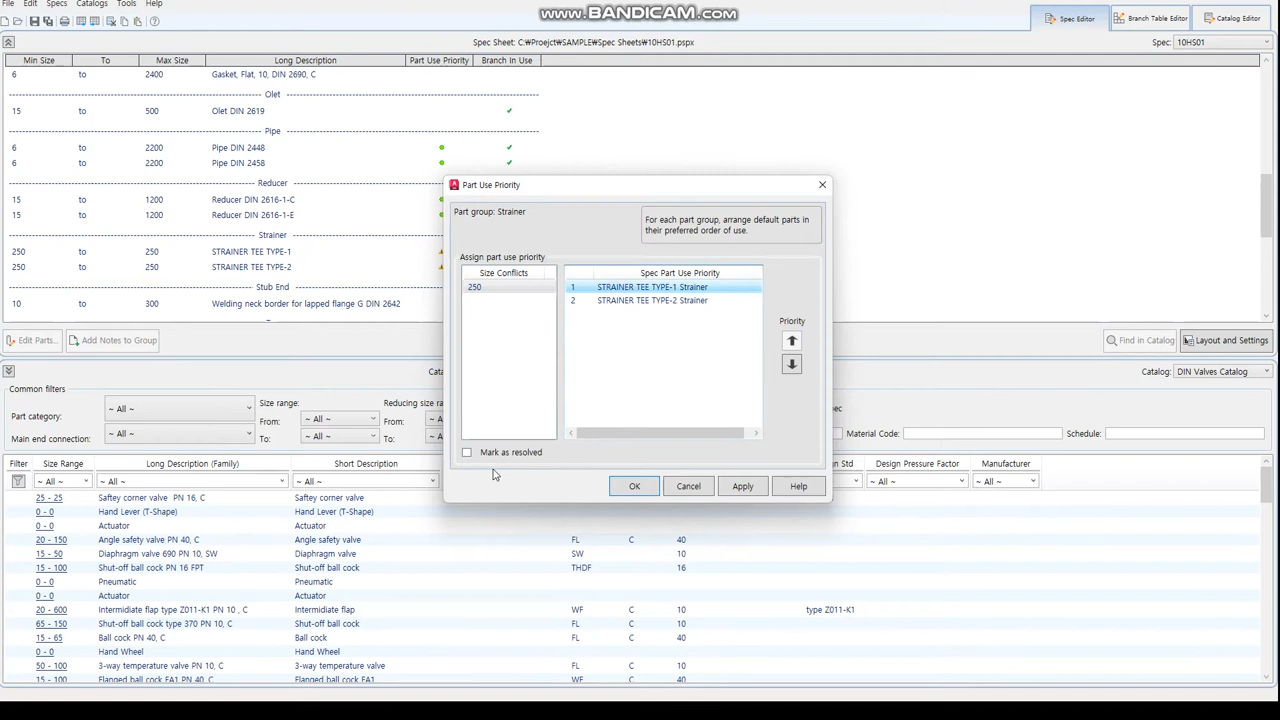 www.BANDICAM.com
File Edit Specs Catalogs Tools Help
Spec Editor Branch Table Editor Catalog Editor
Spec Sheet: C:₩Proejct₩SAMPLE₩Spec Sheets₩10HS01.pspx Spec: 10HS01
Min Size To Max Size Long Description Part Use Priority Branch In Use
6 to 2400 Gasket, Flat, 10, DIN 2690, C
Olet
15 to 500 Olet DIN 2619
Pipe
6 to 2200 Pipe DIN 2448
6 to 2200 Pipe DIN 2458
Reducer
15 to 1200 Reducer DIN 2616-1-C
15 to 1200 Reducer DIN 2616-1-E
Strainer
250 to 250 STRAINER TEE TYPE-1
250 to 250 STRAINER TEE TYPE-2
Stub End
10 to 300 Welding neck border for lapped flange G DIN 2642
Edit Parts... Add Notes to Group Find in Catalog Layout and Settings
Part Use Priority
Part group: Strainer
For each part group, arrange default parts in
their preferred order of use.
Assign part use priority
Size Conflicts
250
Spec Part Use Priority
1 STRAINER TEE TYPE-1 Strainer
2 STRAINER TEE TYPE-2 Strainer
Priority
Mark as resolved
OK Cancel Apply Help
Catalog: DIN Valves Catalog
Common filters
Part category: ~ All ~
Main end connection: ~ All ~
Size range:
From: ~ All ~
To: ~ All ~
From:
To:
Material Code: Schedule:
Filter Size Range Long Description (Family) Short Description Design Std Design Pressure Factor Manufacturer
~ All ~ ~ All ~ ~ All ~ ~ All ~ ~ All ~
25 - 25 Saftey corner valve PN 16, C Saftey corner valve
0 - 0 Hand Lever (T-Shape) Hand Lever (T-Shape)
0 - 0 Actuator Actuator
20 - 150 Angle safety valve PN 40, C Angle safety valve FL C 40
15 - 50 Diaphragm valve 690 PN 10, SW Diaphragm valve SW 10
15 - 100 Shut-off ball cock PN 16 FPT Shut-off ball cock THDF 16
0 - 0 Pneumatic Pneumatic
0 - 0 Actuator Actuator
20 - 600 Intermidiate flap type Z011-K1 PN 10 , C Intermidiate flap WF C 10 type Z011-K1
65 - 150 Shut-off ball cock type 370 PN 10, C Shut-off ball cock FL C 10
15 - 65 Ball cock PN 40, C Ball cock FL C 40
0 - 0 Hand Wheel Hand Wheel
50 - 100 3-way temperature valve PN 10, C 3-way temperature valve FL C 10
15 - 100 Flanged ball cock FA1 PN 40, C Flanged ball cock FA1 WF C 40